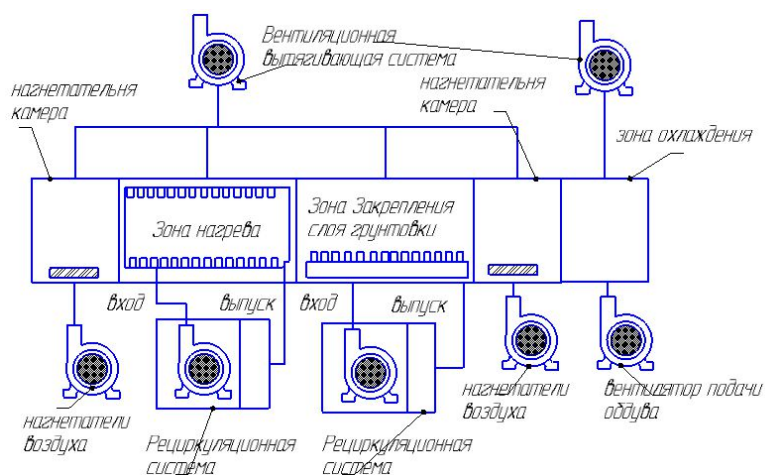 Вентиляционная
вытягивающая система
нагнетательня
камера
нагнетательня
камера
зона охлаждения
Зона нагрева
Зона Закрепления
слоя грунтовки
вход
выпуск
вход
выпуск
нагнетатели
воздуха
Рециркуляционная
система
Рециркуляционная
система
нагнетатели
воздуха
вентилятор подачи
обдува